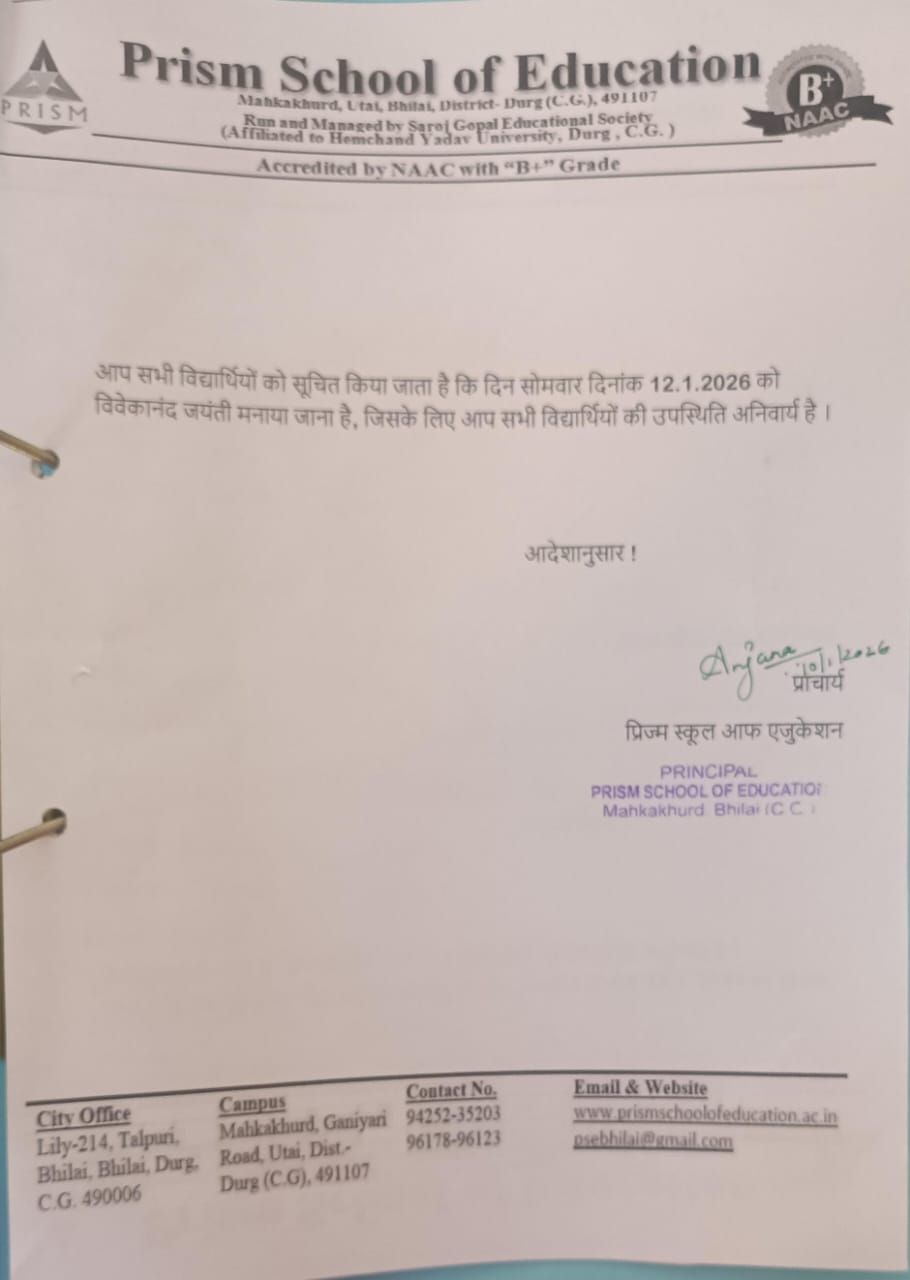 PRISM
Prism School of Education
Mahkakhurd, Utai, Bhilai, District- Durg (C.G.), 491107
Run and Managed by Saroj Gopal Educational Society
(Affiliated to Hemchand Yadav University, Durg , C.G. )
Accredited by NAAC with “B+” Grade
B+
NAAC
आप सभी विद्यार्थियों को सूचित किया जाता है कि दिन सोमवार दिनांक 12.1.2026 को
विवेकानंद जयंती मनाया जाना है, जिसके लिए आप सभी विद्यार्थियों की उपस्थिति अनिवार्य है ।
आदेशानुसार !
Anjana 10/1/2026
प्राचार्य
प्रिज्म स्कूल आफ एजुकेशन
PRINCIPAL
PRISM SCHOOL OF EDUCATION
Mahkakhurd Bhilai
City Office
Lily-214, Talpuri,
Bhilai, Bhilai, Durg,
C.G. 490006
Campus
Mahkakhurd, Ganiyari
Road, Utai, Dist.-
Durg (C.G), 491107
Contact No.
94252-35203
96178-96123
Email & Website
www.prismschoolofeducation.ac.in
psebhilai@gmail.com